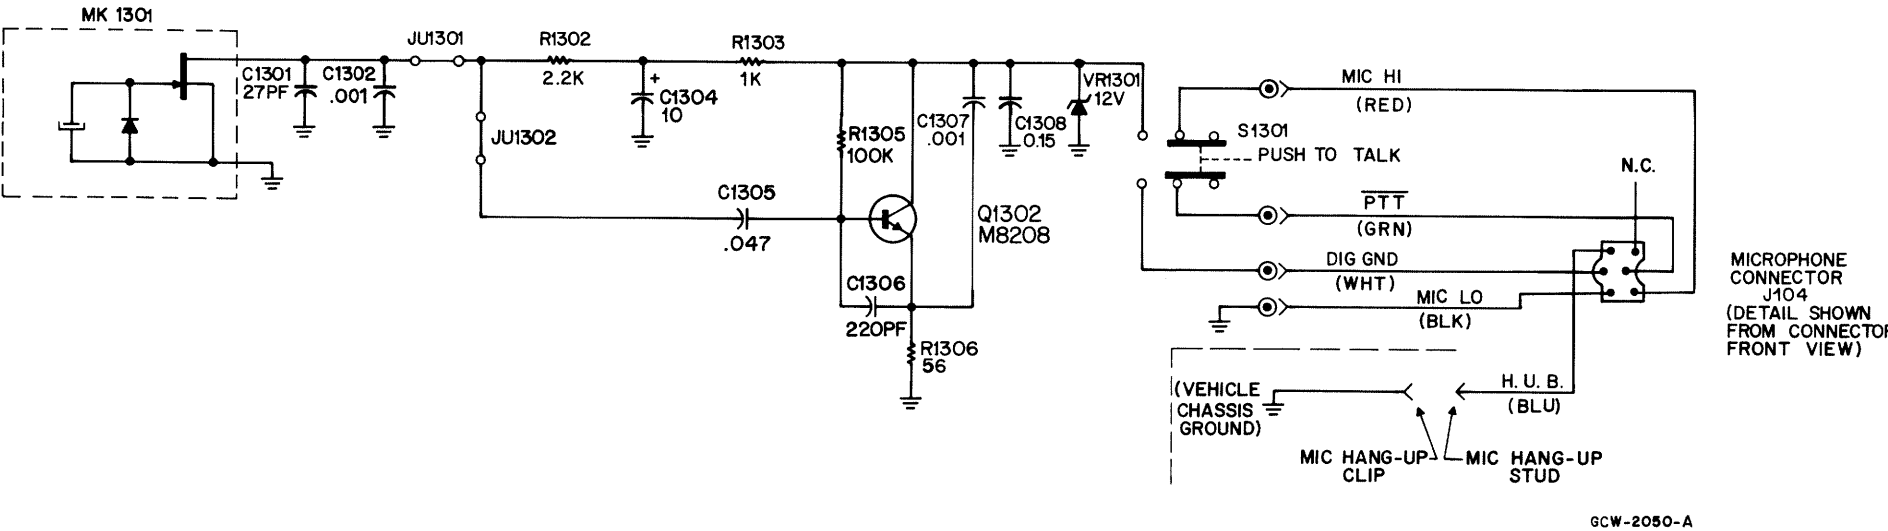 MK 1301
C1301
27PF
C1302
.001
JU1301
JU1302
R1302
2.2K
+
C1304
10
R1303
1K
R1305
100K
C1305
.047
C1306
220PF
Q1302
M8208
R1306
56
C1307
.001
C1308
0.15
VR1301
12V
S1301
PUSH TO TALK
MIC HI
(RED)
PTT
(GRN)
DIG GND
(WHT)
MIC LO
(BLK)
N.C.
MICROPHONE
CONNECTOR
J104
(DETAIL SHOWN
FROM CONNECTOR
FRONT VIEW)
H. U. B.
(BLU)
(VEHICLE
CHASSIS
GROUND)
MIC HANG-UP
CLIP
MIC HANG-UP
STUD
GCW-2050-A